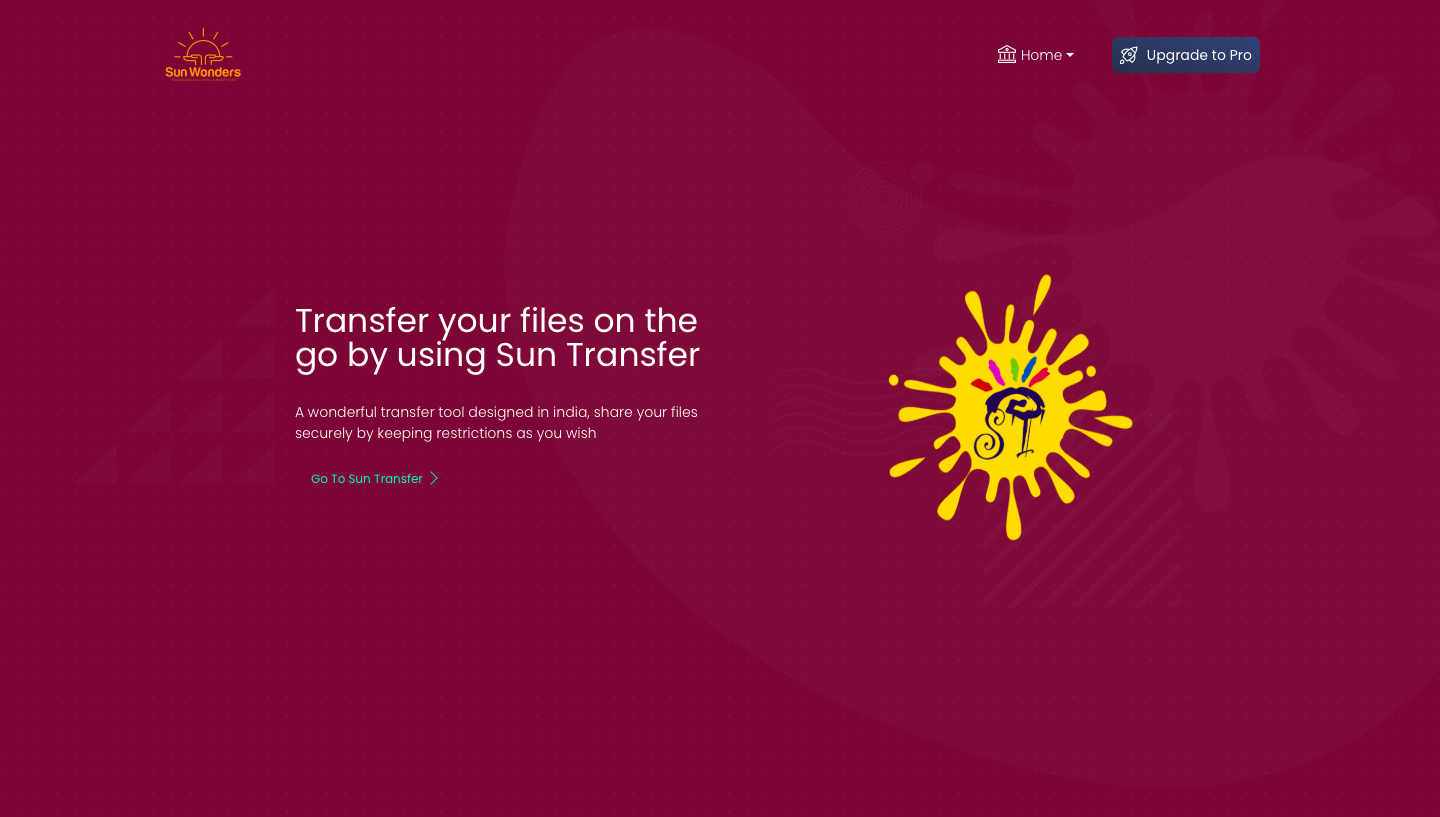 Sun Wonders
Home
Upgrade to Pro
Transfer your files on the
go by using Sun Transfer
A wonderful transfer tool designed in india, share your files
securely by keeping restrictions as you wish
Go To Sun Transfer
ST